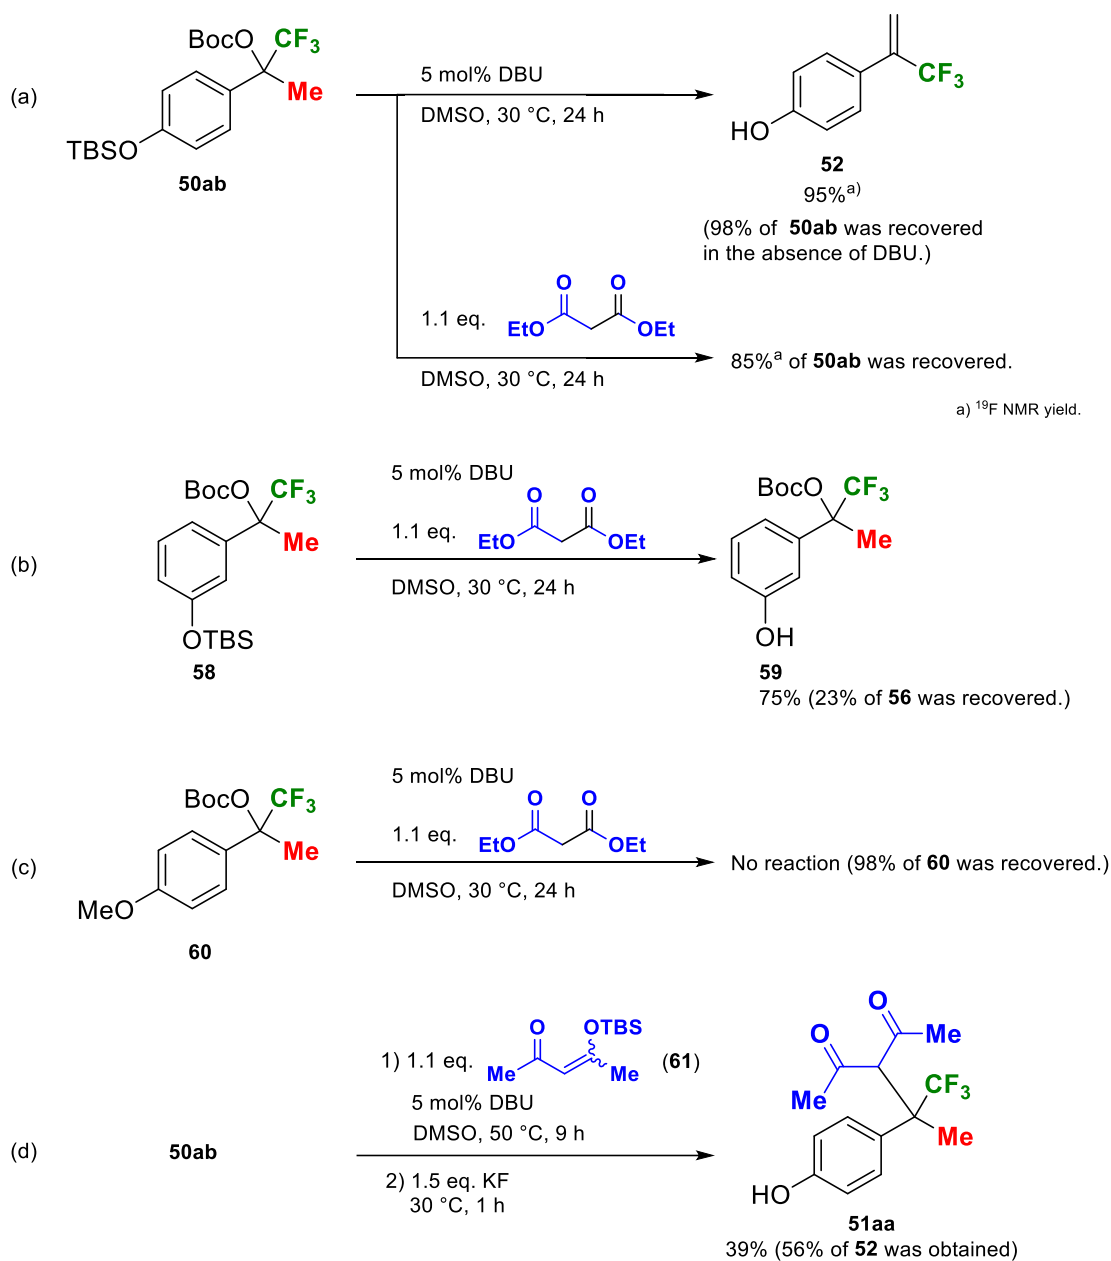 (a)
BocO CF3
Me
TBSO
50ab
5 mol% DBU
DMSO, 30 °C, 24 h
CF3
HO
52
95%a)
(98% of 50ab was recovered
in the absence of DBU.)
1.1 eq.
O O
EtO OEt
DMSO, 30 °C, 24 h
85%a of 50ab was recovered.
a) 19F NMR yield.
(b)
BocO CF3
Me
OTBS
58
5 mol% DBU
1.1 eq.
O O
EtO OEt
DMSO, 30 °C, 24 h
BocO CF3
Me
OH
59
75% (23% of 56 was recovered.)
(c)
BocO CF3
Me
MeO
60
5 mol% DBU
1.1 eq.
O O
EtO OEt
DMSO, 30 °C, 24 h
No reaction (98% of 60 was recovered.)
(d)
50ab
O OTBS
1) 1.1 eq. Me Me (61)
5 mol% DBU
DMSO, 50 °C, 9 h
2) 1.5 eq. KF
30 °C, 1 h
O
O Me
Me CF3
Me
HO
51aa
39% (56% of 52 was obtained)